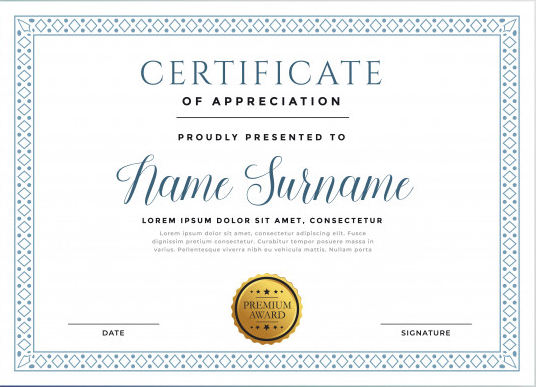 CERTIFICATE
OF APPRECIATION
PROUDLY PRESENTED TO
Name Surname
LOREM IPSUM DOLOR SIT AMET, CONSECTETUR
Lorem ipsum dolor sit amet, consectetur adipiscing elit. Fusce
dignissim pretium consectetur. Curabitur tempor posuere massa in
varius. Pellentesque viverra nibh eu vehicula mattis. Nullam porta
PREMIUM
AWARD
DATE
SIGNATURE